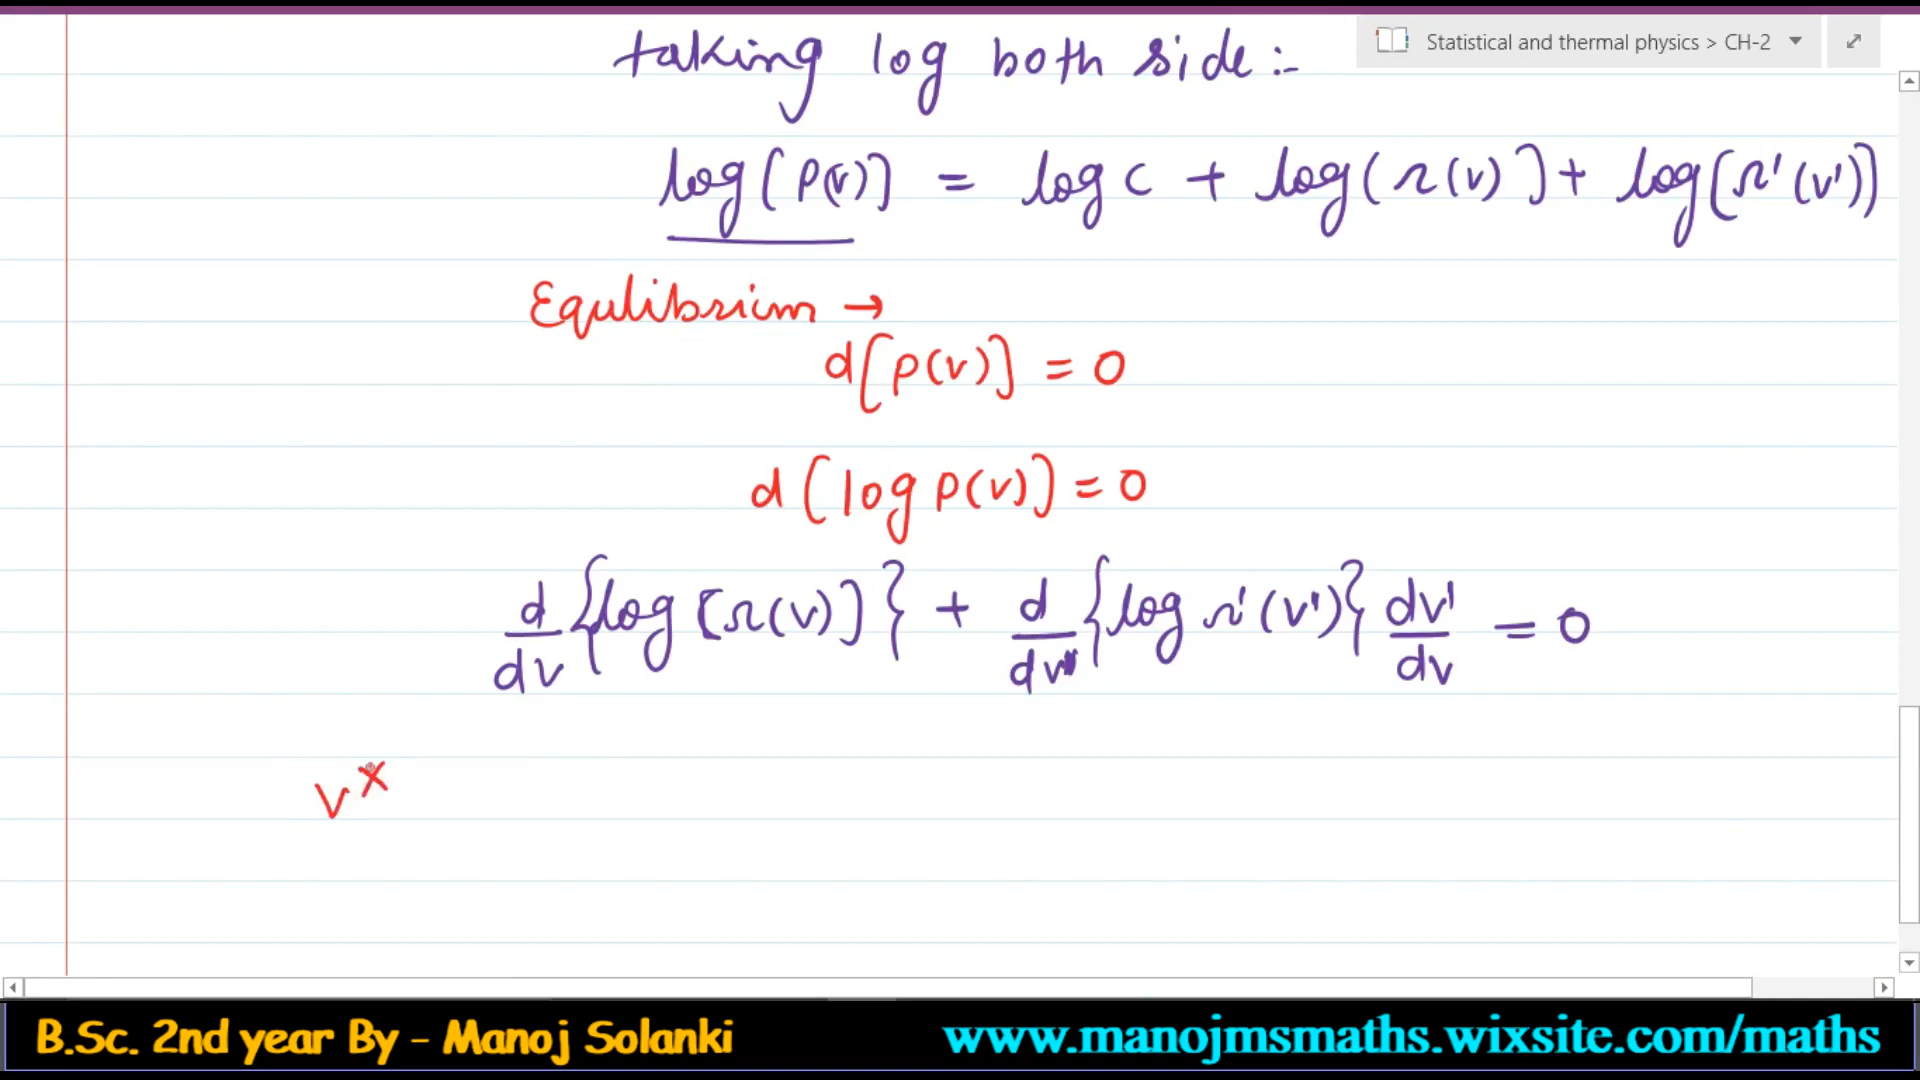 Statistical and thermal physics > CH-2
taking log both side :-
log[P(v)] = log C + log(Ω(v)] + log[Ω'(v')]
Equlibrium →
d[P(v)] = 0
d(log P(v)] = 0
d/dv {log [Ω(v)]} + d/dv' {log Ω'(v')} dv'/dv = 0
v*
B.Sc. 2nd year By - Manoj Solanki
www.manojmsmaths.wixsite.com/maths